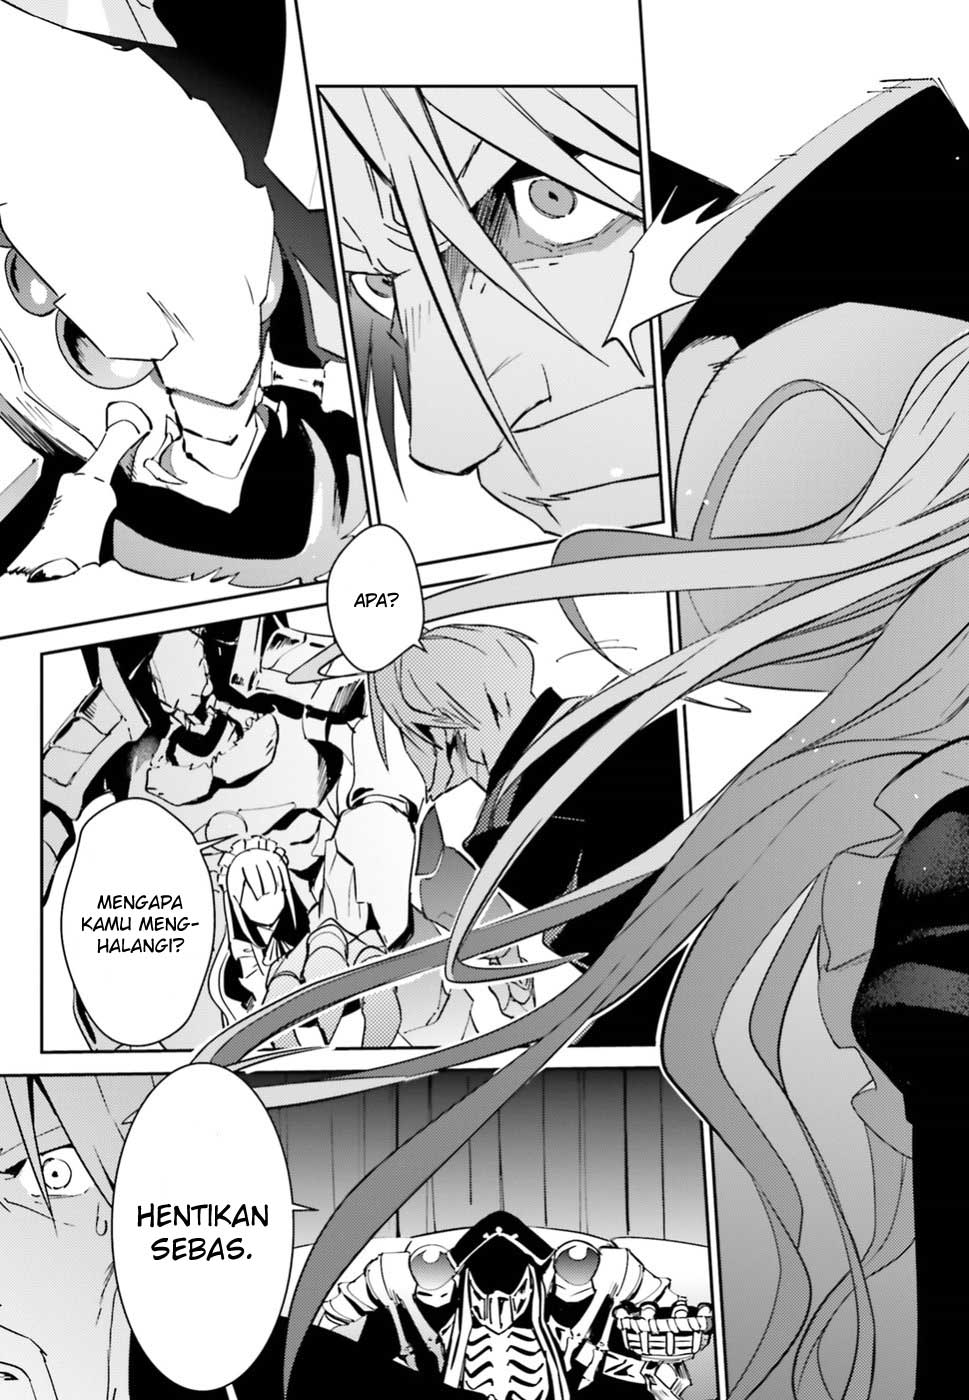 APA?
MENGAPA
KAMU MENG-
HALANGI?
HENTIKAN
SEBAS.